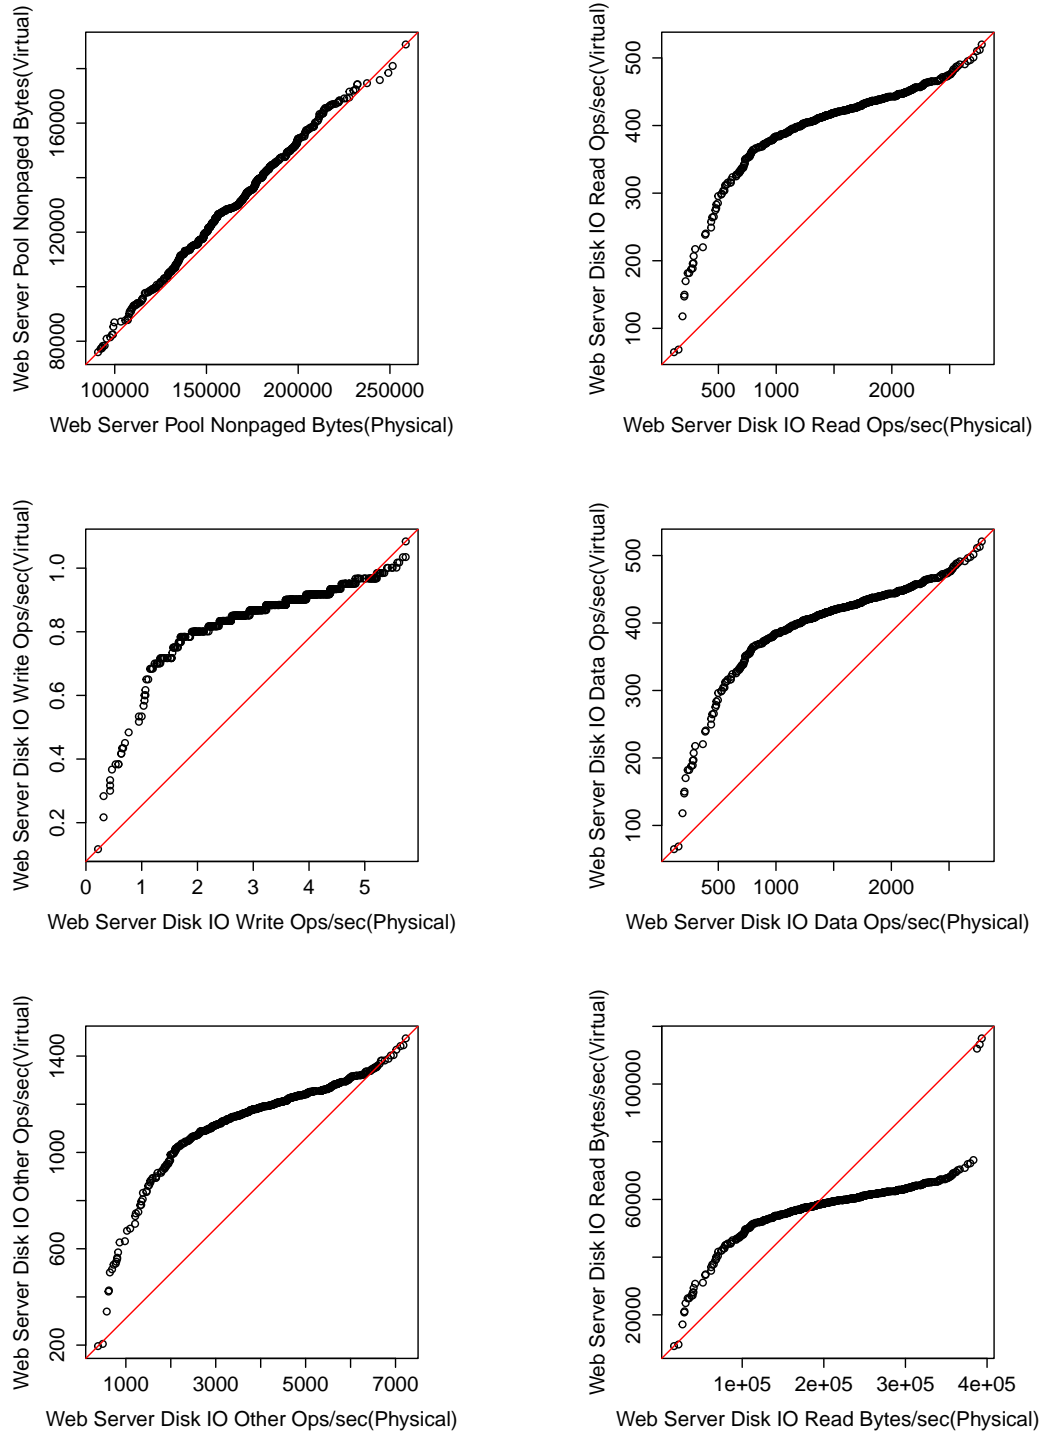 Web Server Pool Nonpaged Bytes(Virtual)
80000 120000 160000
100000 150000 200000 250000
Web Server Pool Nonpaged Bytes(Physical)
Web Server Disk IO Read Ops/sec(Virtual)
100 200 300 400 500
500 1000 2000
Web Server Disk IO Read Ops/sec(Physical)
Web Server Disk IO Write Ops/sec(Virtual)
0.2 0.4 0.6 0.8 1.0
0 1 2 3 4 5
Web Server Disk IO Write Ops/sec(Physical)
Web Server Disk IO Data Ops/sec(Virtual)
100 200 300 400 500
500 1000 2000
Web Server Disk IO Data Ops/sec(Physical)
Web Server Disk IO Other Ops/sec(Virtual)
200 600 1000 1400
1000 3000 5000 7000
Web Server Disk IO Other Ops/sec(Physical)
Web Server Disk IO Read Bytes/sec(Virtual)
20000 60000 100000
1e+05 2e+05 3e+05 4e+05
Web Server Disk IO Read Bytes/sec(Physical)